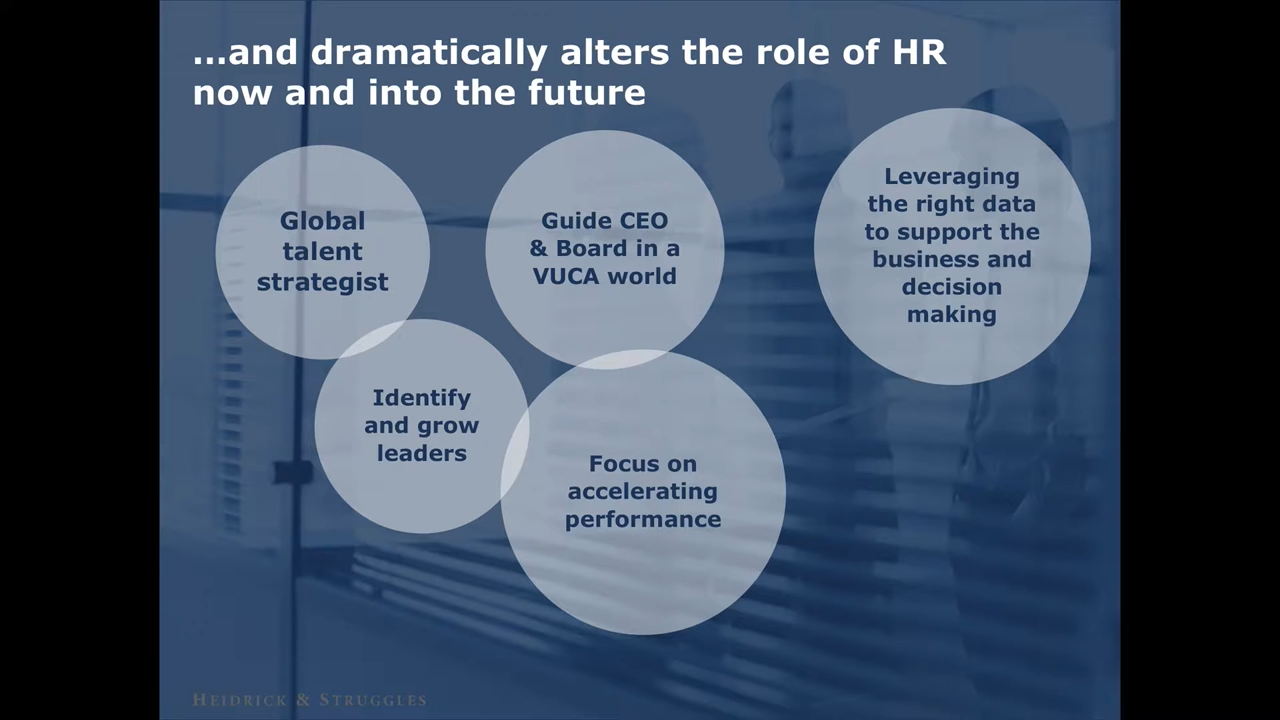 ...and dramatically alters the role of HR
now and into the future
Global
talent
strategist
Guide CEO
& Board in a
VUCA world
Leveraging
the right data
to support the
business and
decision
making
Identify
and grow
leaders
Focus on
accelerating
performance
HEIDRICK & STRUGGLES